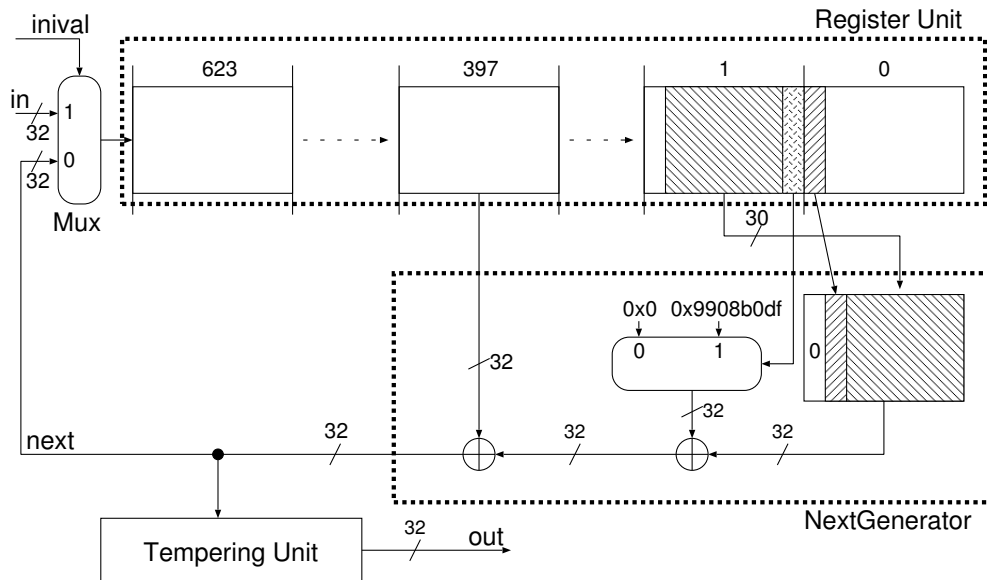 inival
Register Unit
623
397
1
0
in
32
1
32
0
Mux
30
0x0
0x9908b0df
0
1
0
32
32
next
32
32
32
NextGenerator
Tempering Unit
32
out